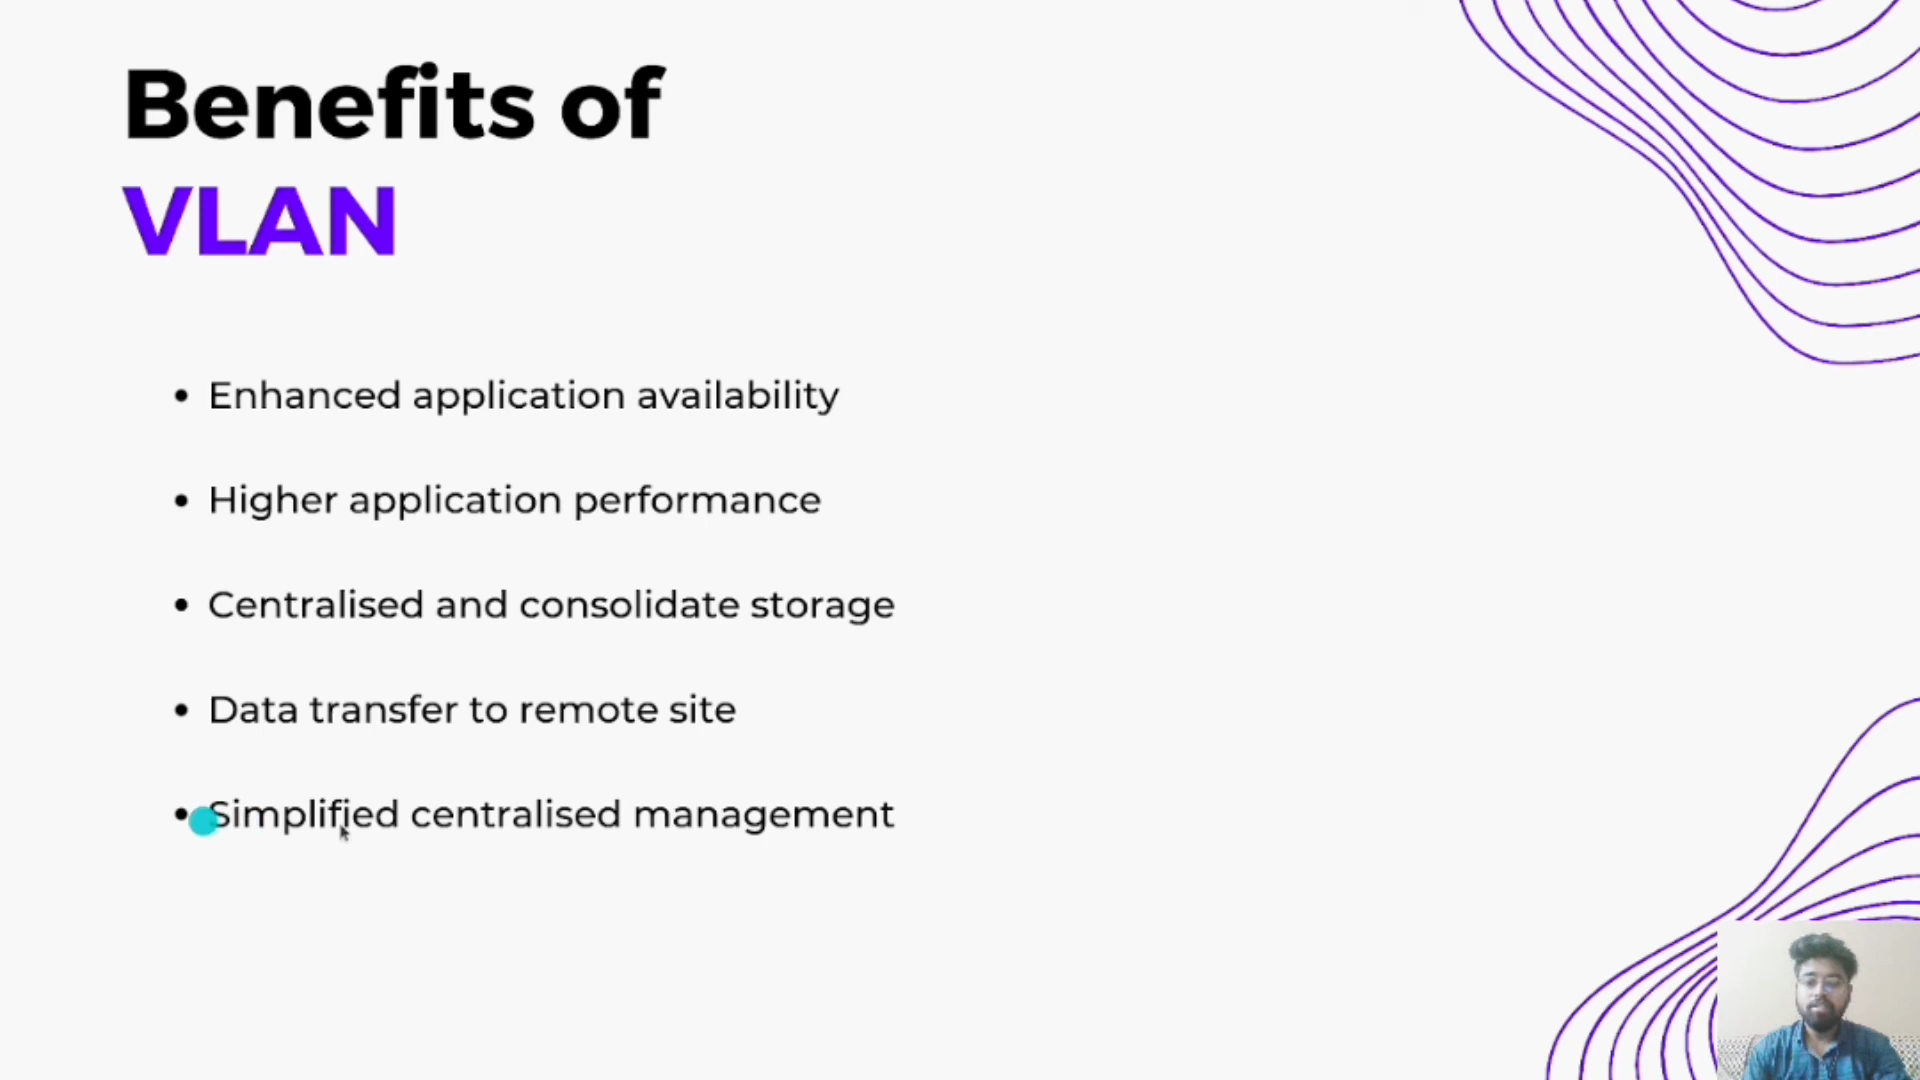 Benefits of
VLAN
• Enhanced application availability
• Higher application performance
• Centralised and consolidate storage
• Data transfer to remote site
• Simplified centralised management